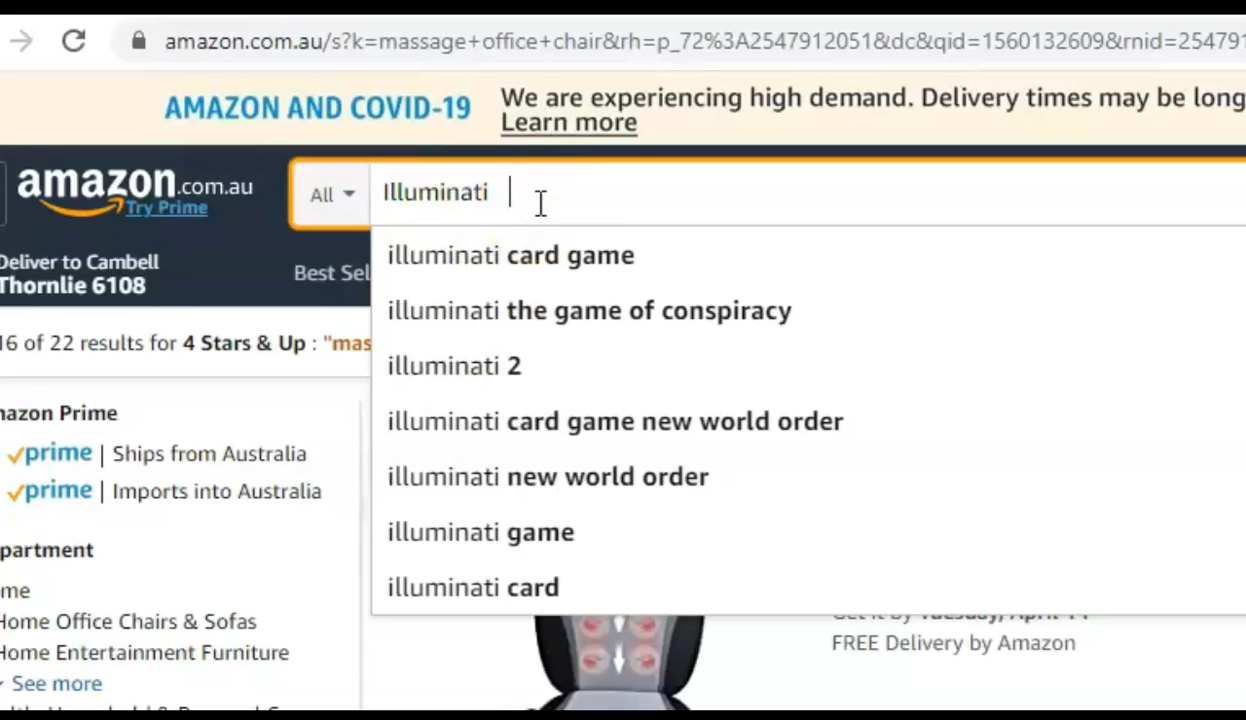 amazon.com.au/s?k=massage+office+chair&rh=p_72%3A2547912051&dc&qid=1560132609&rnid=25479
AMAZON AND COVID-19
We are experiencing high demand. Delivery times may be long
Learn more
amazon.com.au
Try Prime
All
Illuminati
Deliver to Cambell
Thornlie 6108
Best Sel
illuminati card game
illuminati the game of conspiracy
illuminati 2
illuminati card game new world order
illuminati new world order
illuminati game
illuminati card
16 of 22 results for 4 Stars & Up : "mas
mazon Prime
prime | Ships from Australia
prime | Imports into Australia
partment
me
Home Office Chairs & Sofas
Home Entertainment Furniture
See more
FREE Delivery by Amazon